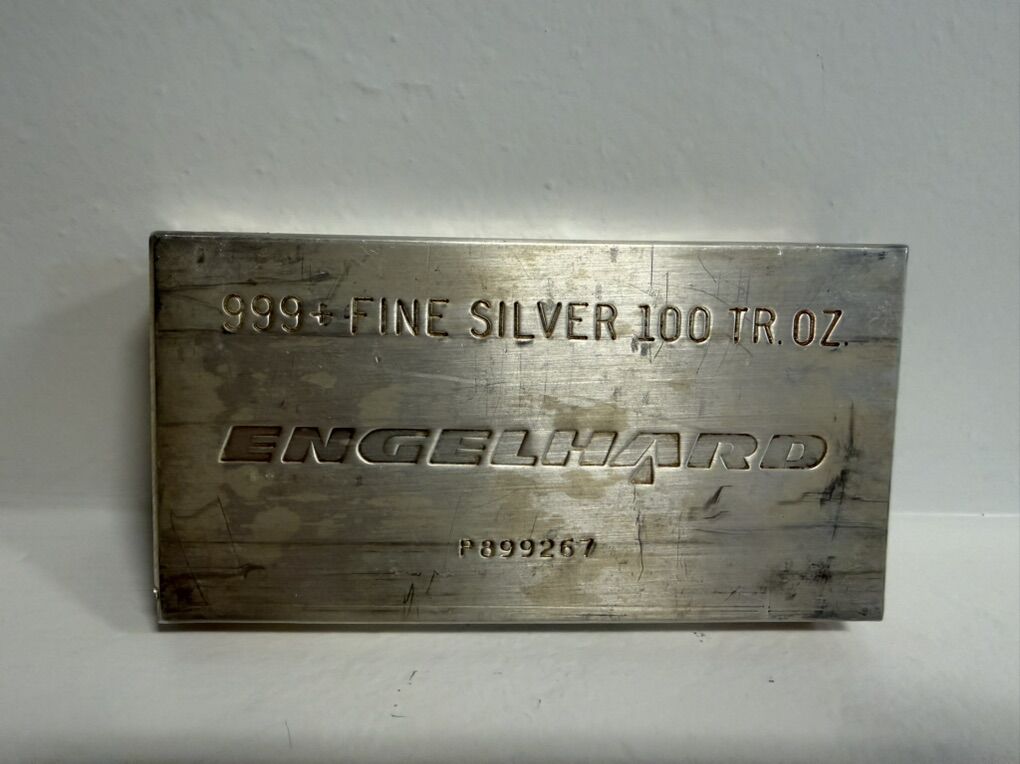 999+ FINE SILVER 100 TR. OZ.
ENGELHARD
P899267